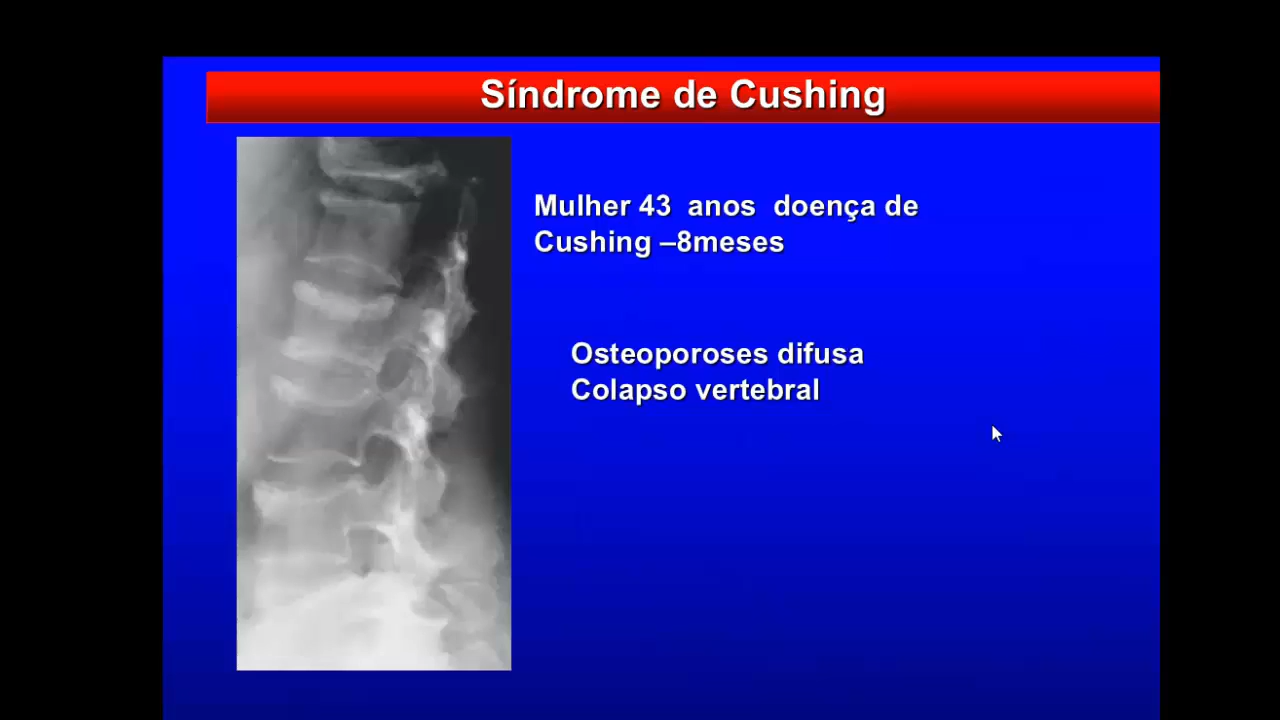 Síndrome de Cushing
Mulher 43 anos doença de
Cushing –8meses
Osteoporoses difusa
Colapso vertebral